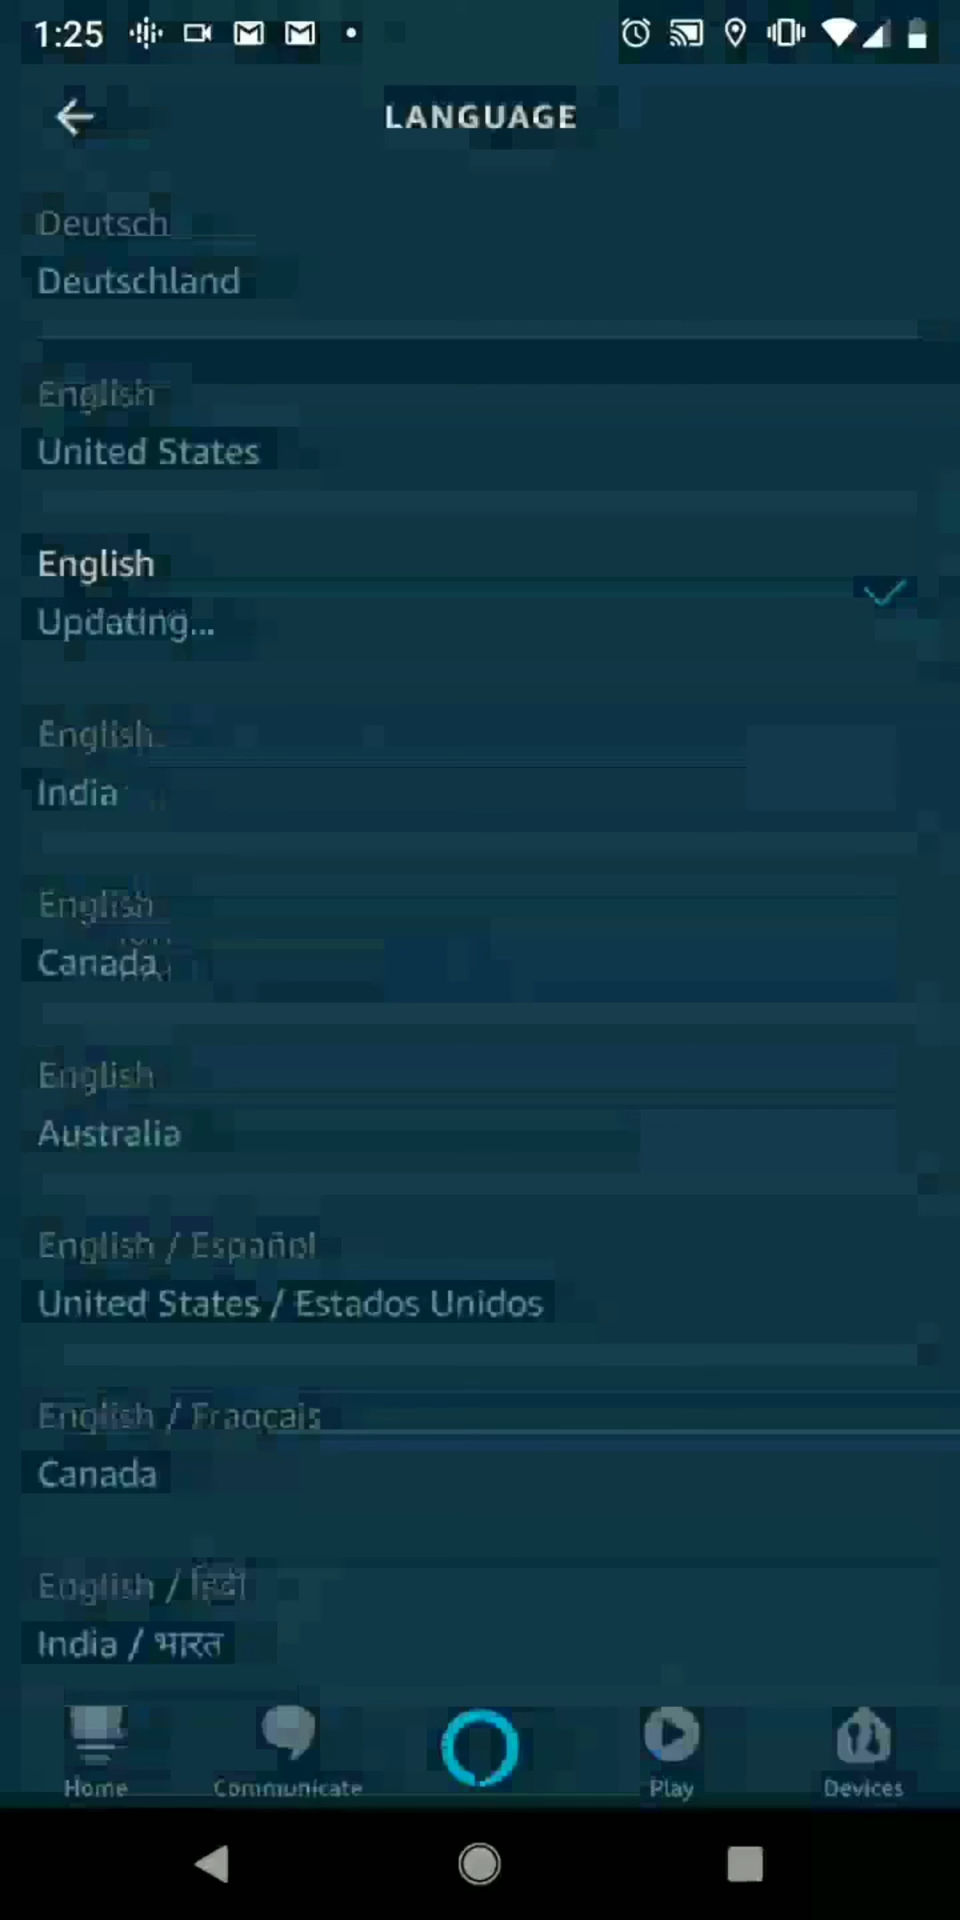 1:25
LANGUAGE
Deutsch
Deutschland
English
United States
English
Updating...
English
India
English
Canada
English
Australia
English / Español
United States / Estados Unidos
English / Français
Canada
English / हिंदी
India / भारत
Home
Communicate
Play
Devices